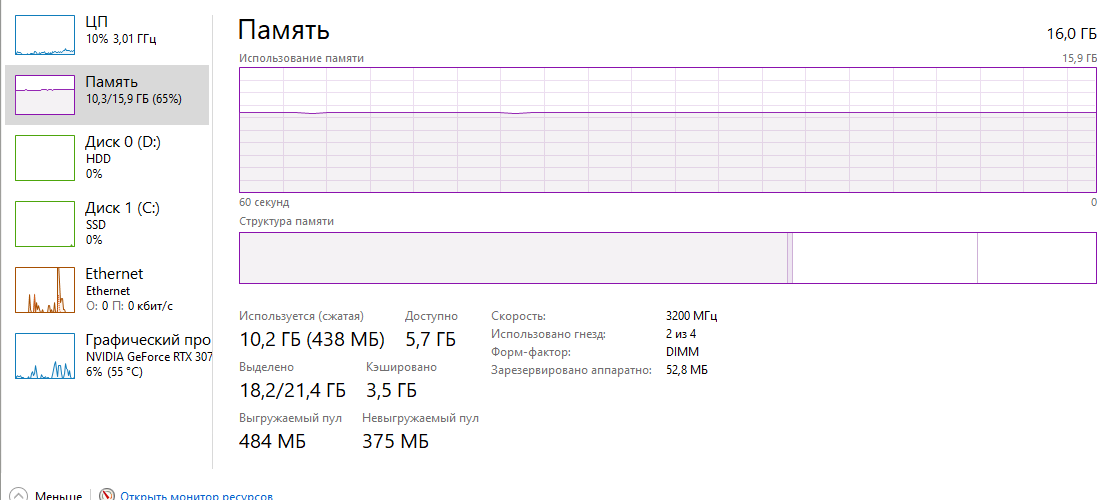 ЦП
10% 3,01 ГГц
Память
10,3/15,9 ГБ (65%)
Диск 0 (D:)
HDD
0%
Диск 1 (C:)
SSD
0%
Ethernet
Ethernet
О: 0 П: 0 кбит/с
Графический про
NVIDIA GeForce RTX 307
6% (55 °C)
Память
16,0 ГБ
Использование памяти
15,9 ГБ
60 секунд
0
Структура памяти
Используется (сжатая)
10,2 ГБ (438 МБ)
Доступно
5,7 ГБ
Выделено
18,2/21,4 ГБ
Кэшировано
3,5 ГБ
Выгружаемый пул
484 МБ
Невыгружаемый пул
375 МБ
Скорость:
3200 МГц
Использовано гнезд:
2 из 4
Форм-фактор:
DIMM
Зарезервировано аппаратно:
52,8 МБ
Меньше
Открыть монитор ресурсов